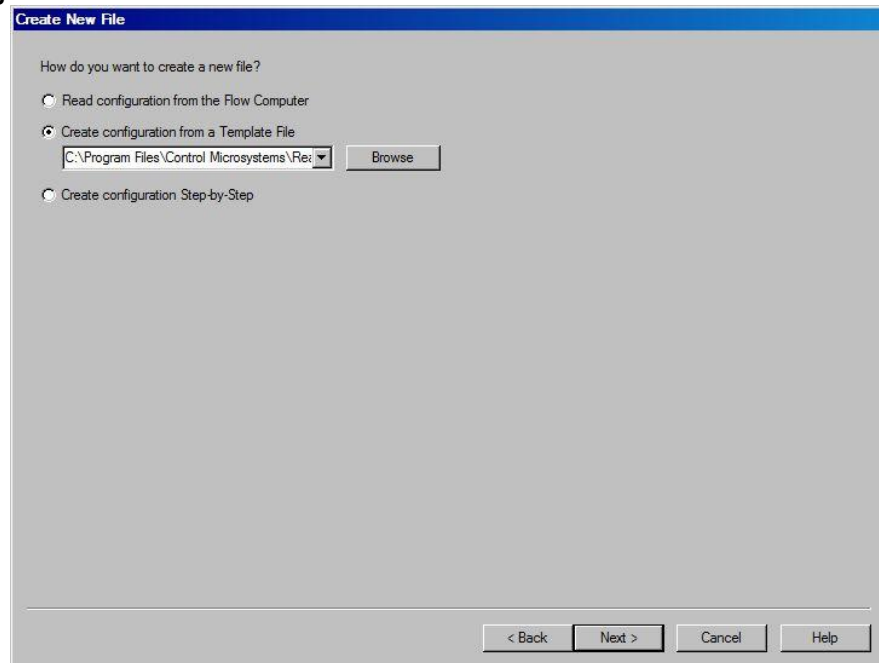 Create New File
How do you want to create a new file?
Read configuration from the Flow Computer
Create configuration from a Template File
C:\Program Files\Control Microsystems\Rea
Browse
Create configuration Step-by-Step
< Back
Next >
Cancel
Help